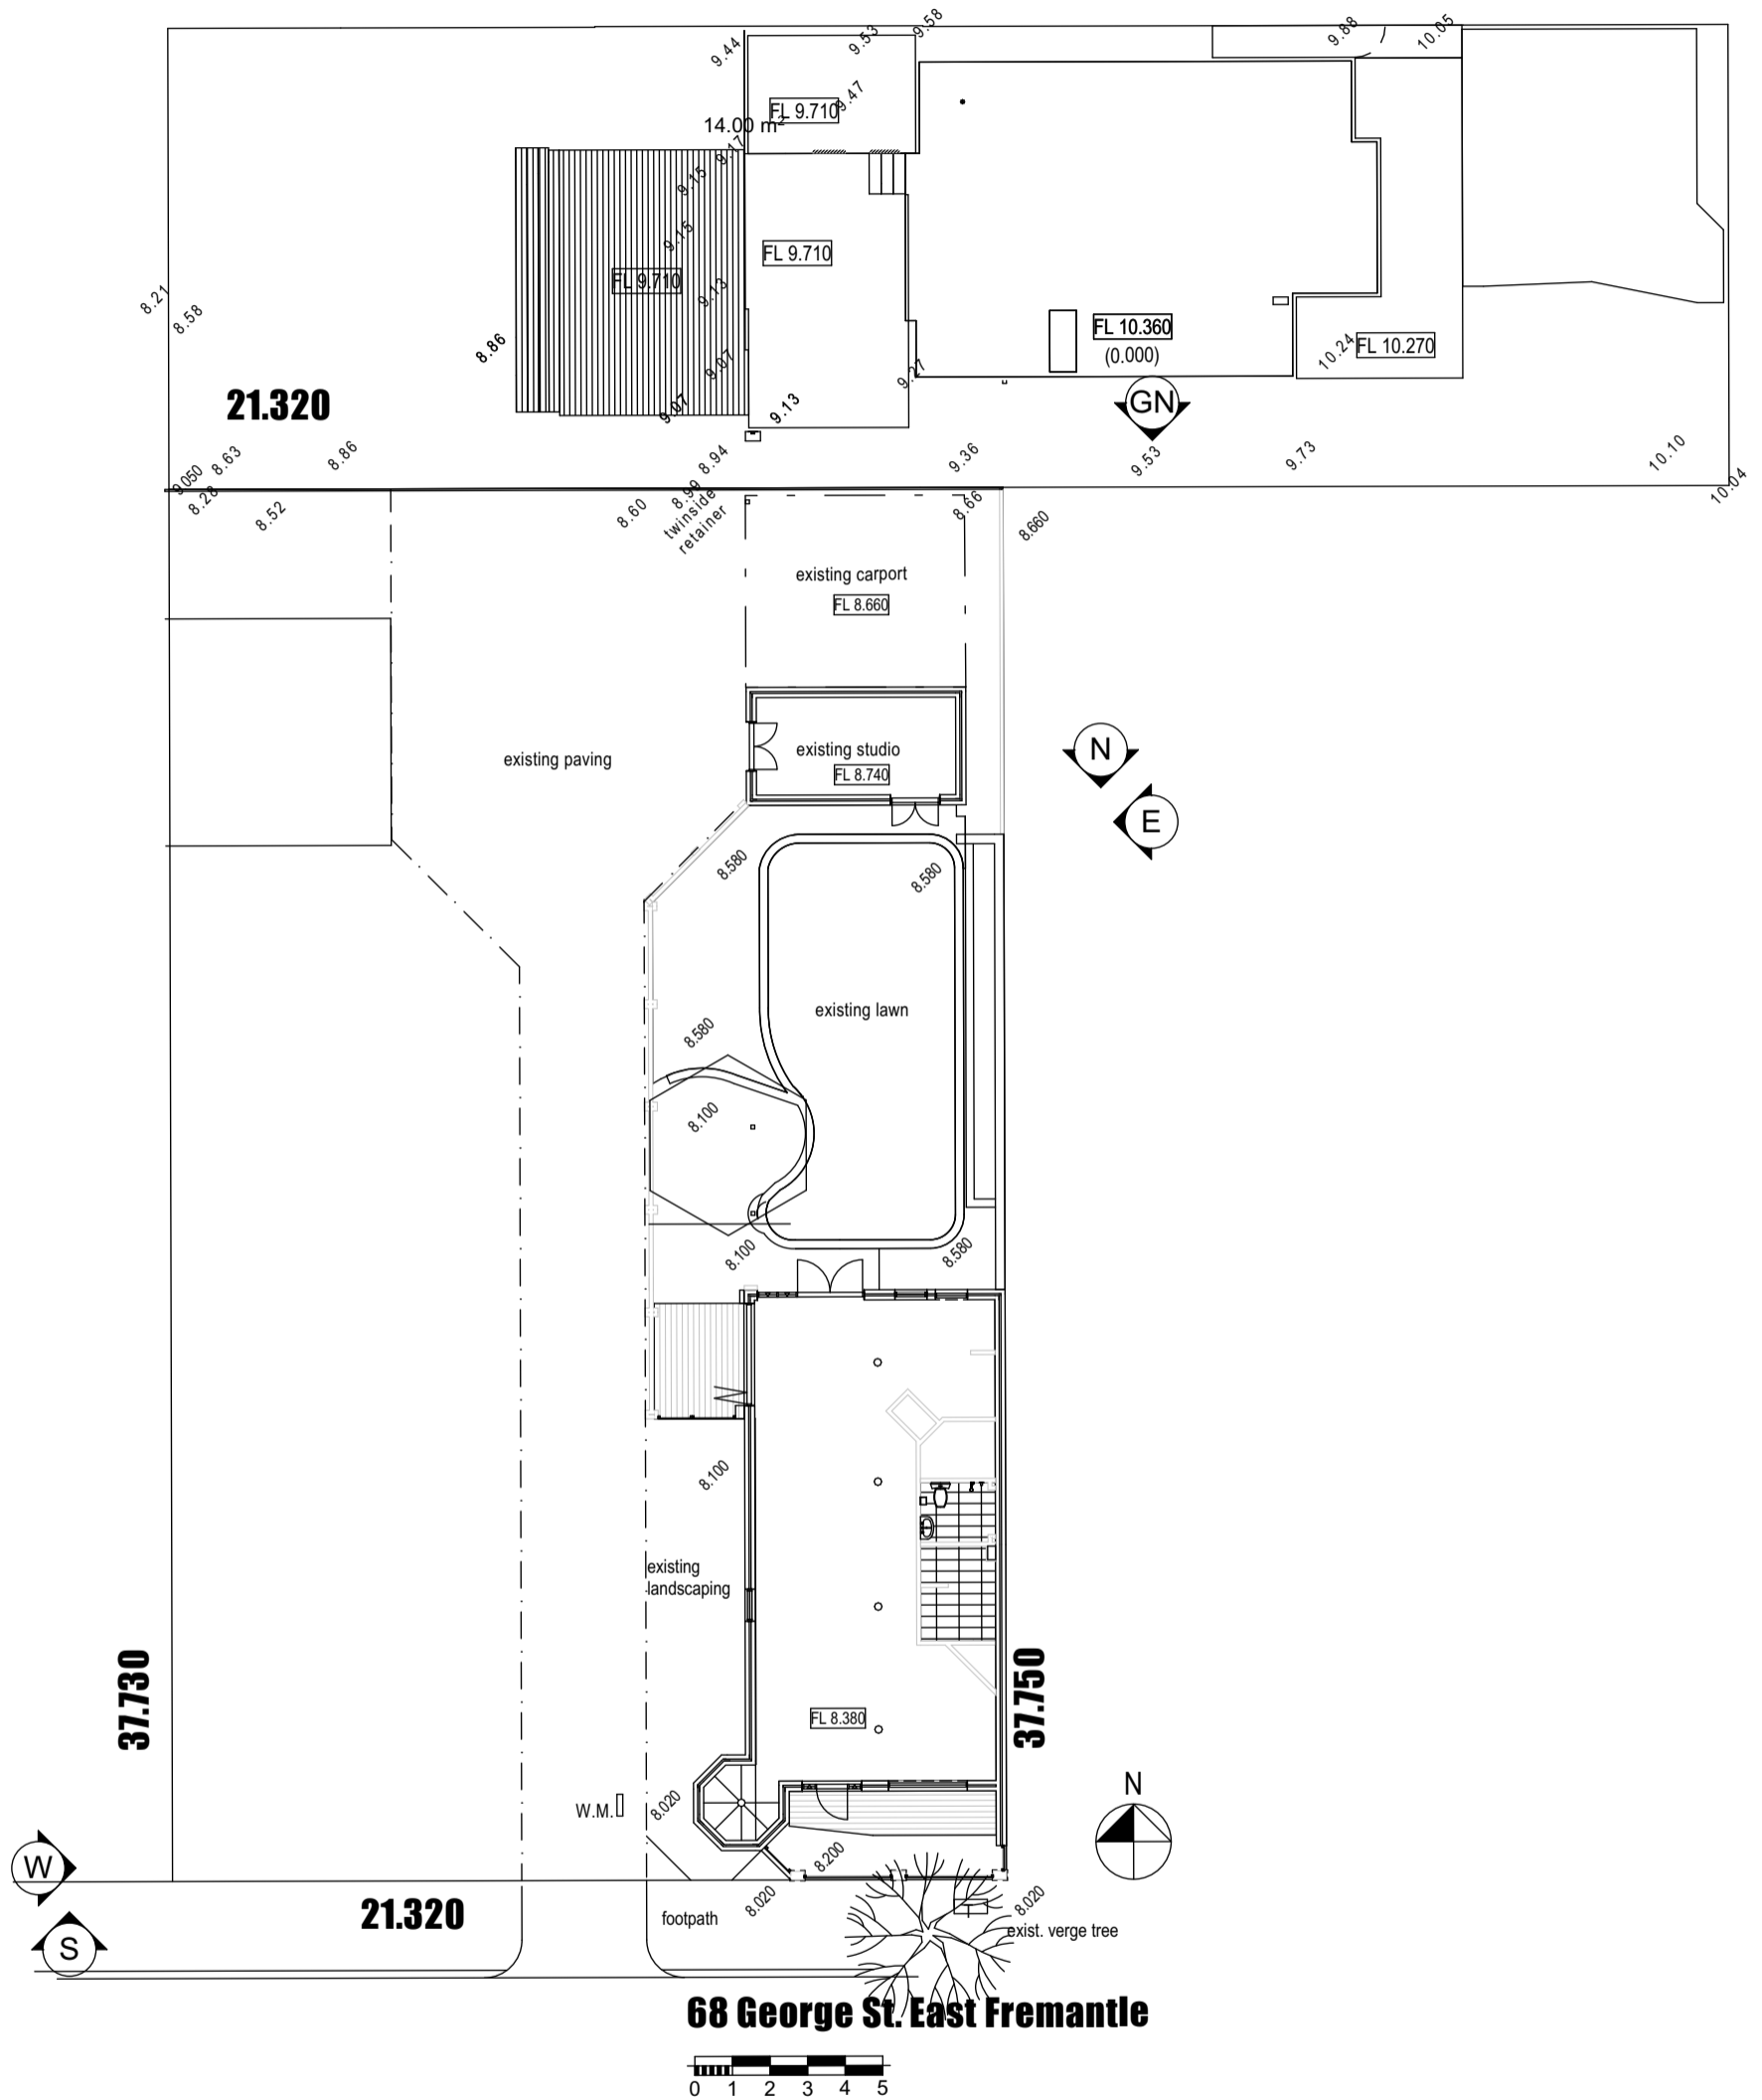 9.44
9.53
9.58
9.88
10.05
FL 9.710
9.47
14.00 m²
9.17
9.15
9.15
FL 9.710
FL 9.710
9.13
8.21
8.58
8.86
9.07
9.07
9.13
9.27
FL 10.360
(0.000)
10.24
FL 10.270
21.320
GN
8.63
8.86
8.94
9.36
9.53
9.73
10.10
10.04
9.050
8.28
8.52
8.60
8.99
twinside
retainer
8.66
8.660
existing carport
FL 8.660
existing paving
existing studio
FL 8.740
N
E
8.580
8.580
existing lawn
8.580
8.100
8.100
8.580
8.100
existing
landscaping
37.730
37.750
FL 8.380
W.M.
8.020
N
8.200
W
21.320
footpath
8.020
8.020
T
exist. verge tree
S
68 George St. East Fremantle
0 1 2 3 4 5